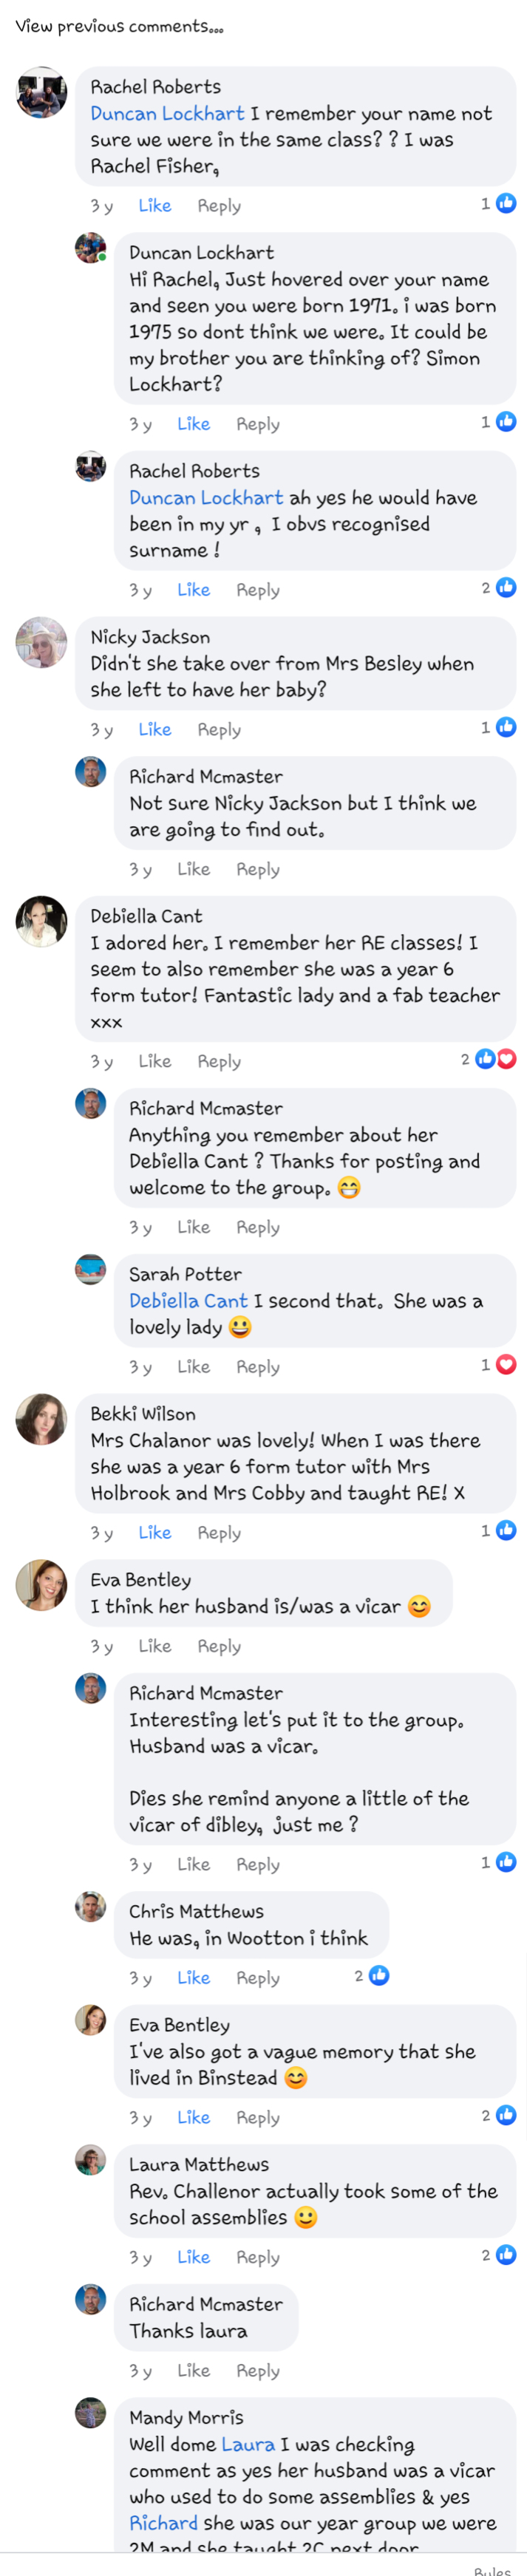 View previous comments...
Rachel Roberts
Duncan Lockhart I remember your name not
sure we were in the same class? ? I was
Rachel Fisher,
3 y Like Reply 1
Duncan Lockhart
Hi Rachel, Just hovered over your name
and seen you were born 1971. i was born
1975 so dont think we were. It could be
my brother you are thinking of? Simon
Lockhart?
3 y Like Reply 1
Rachel Roberts
Duncan Lockhart ah yes he would have
been in my yr , I obvs recognised
surname !
3 y Like Reply 2
Nicky Jackson
Didn't she take over from Mrs Besley when
she left to have her baby?
3 y Like Reply 1
Richard Mcmaster
Not sure Nicky Jackson but I think we
are going to find out.
3 y Like Reply
Debiella Cant
I adored her. I remember her RE classes! I
seem to also remember she was a year 6
form tutor! Fantastic lady and a fab teacher
xxx
3 y Like Reply 2
Richard Mcmaster
Anything you remember about her
Debiella Cant ? Thanks for posting and
welcome to the group. 😁
3 y Like Reply
Sarah Potter
Debiella Cant I second that. She was a
lovely lady 😀
3 y Like Reply 1
Bekki Wilson
Mrs Chalanor was lovely! When I was there
she was a year 6 form tutor with Mrs
Holbrook and Mrs Cobby and taught RE! X
3 y Like Reply 1
Eva Bentley
I think her husband is/was a vicar 😊
3 y Like Reply
Richard Mcmaster
Interesting let's put it to the group.
Husband was a vicar.
Dies she remind anyone a little of the
vicar of dibley, just me ?
3 y Like Reply 1
Chris Matthews
He was, in Wootton i think
3 y Like Reply 2
Eva Bentley
I've also got a vague memory that she
lived in Binstead 😊
3 y Like Reply 2
Laura Matthews
Rev. Challenor actually took some of the
school assemblies 🙂
3 y Like Reply 2
Richard Mcmaster
Thanks laura
3 y Like Reply
Mandy Morris
Well dome Laura I was checking
comment as yes her husband was a vicar
who used to do some assemblies & yes
Richard she was our year group we were
2M and she taught 2C next door
Rules